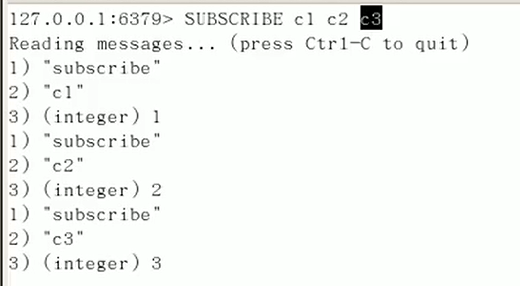 127.0.0.1:6379> SUBSCRIBE c1 c2 c3
Reading messages... (press Ctrl-C to quit)
1) "subscribe"
2) "c1"
3) (integer) 1
1) "subscribe"
2) "c2"
3) (integer) 2
1) "subscribe"
2) "c3"
3) (integer) 3